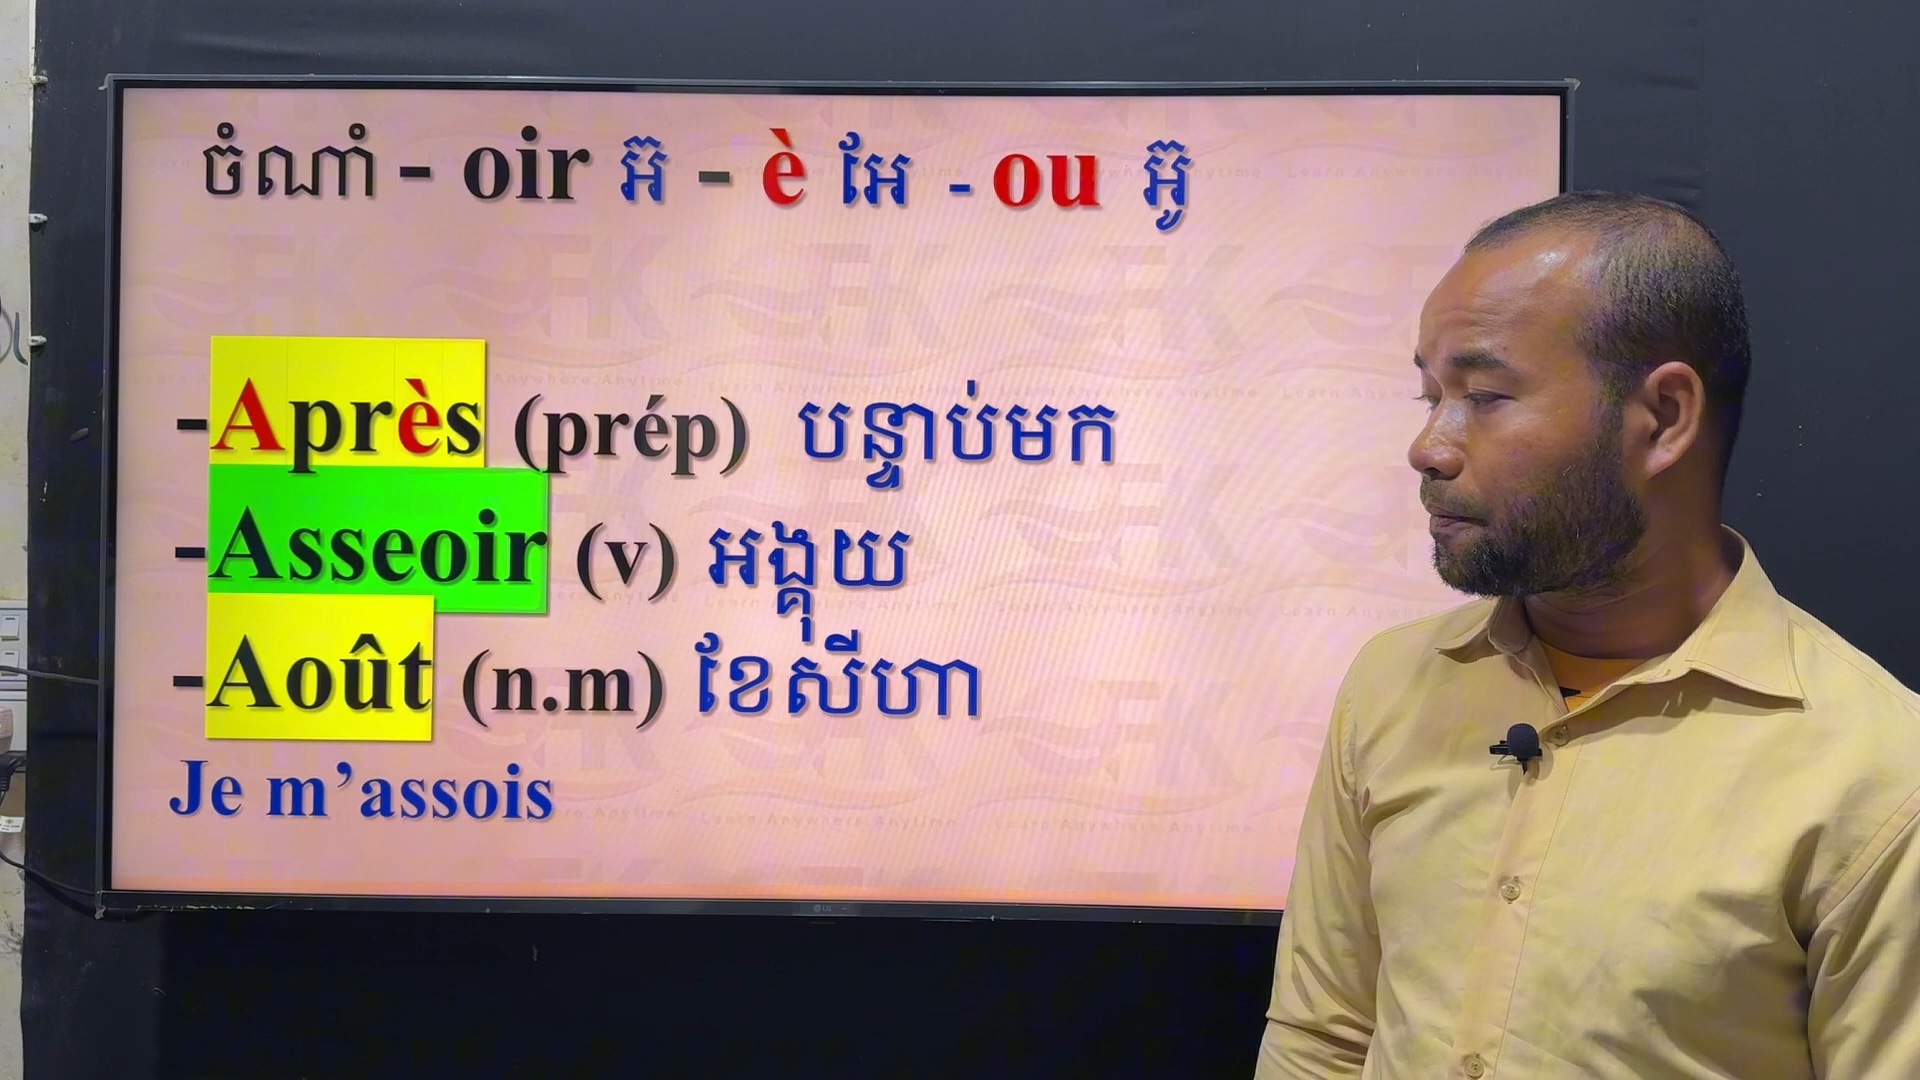 ចំណាំ - oir អ៊ - è អែ - ou អ៊ូ
-Après (prép) បន្ទាប់មក
-Asseoir (v) អង្គុយ
-Août (n.m) ខែសីហា
Je m’assois